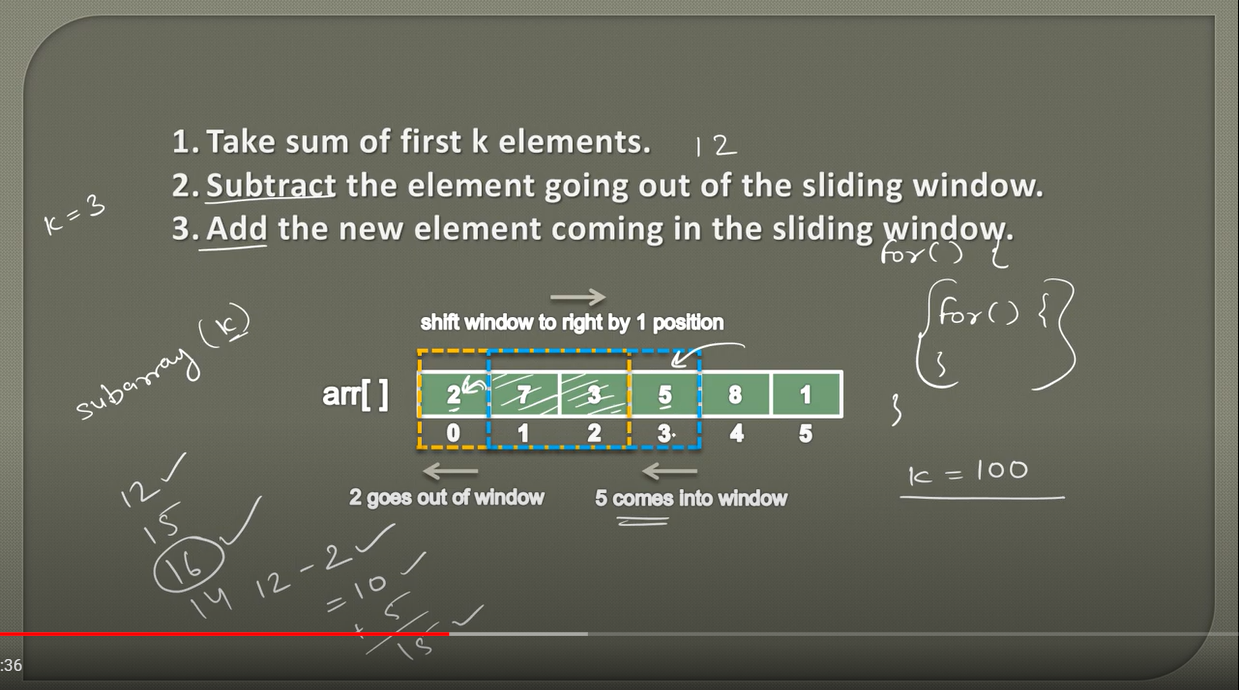 1. Take sum of first k elements. 12
2. Subtract the element going out of the sliding window.
k = 3
3. Add the new element coming in the sliding window.
for() {
for() {
}
}
k = 100
shift window to right by 1 position
subarray (k)
arr[ ] 2 7 3 5 8 1
0 1 2 3 4 5
2 goes out of window 5 comes into window
12
15
16
14
12 - 2
= 10
+ 5
15
:36